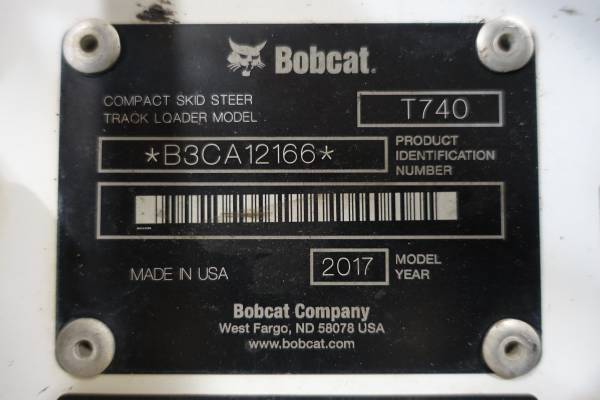 Bobcat.
COMPACT SKID STEER
TRACK LOADER MODEL
T740
*B3CA12166*
PRODUCT
IDENTIFICATION
NUMBER
MADE IN USA
2017
MODEL
YEAR
Bobcat Company
West Fargo, ND 58078 USA
www.bobcat.com